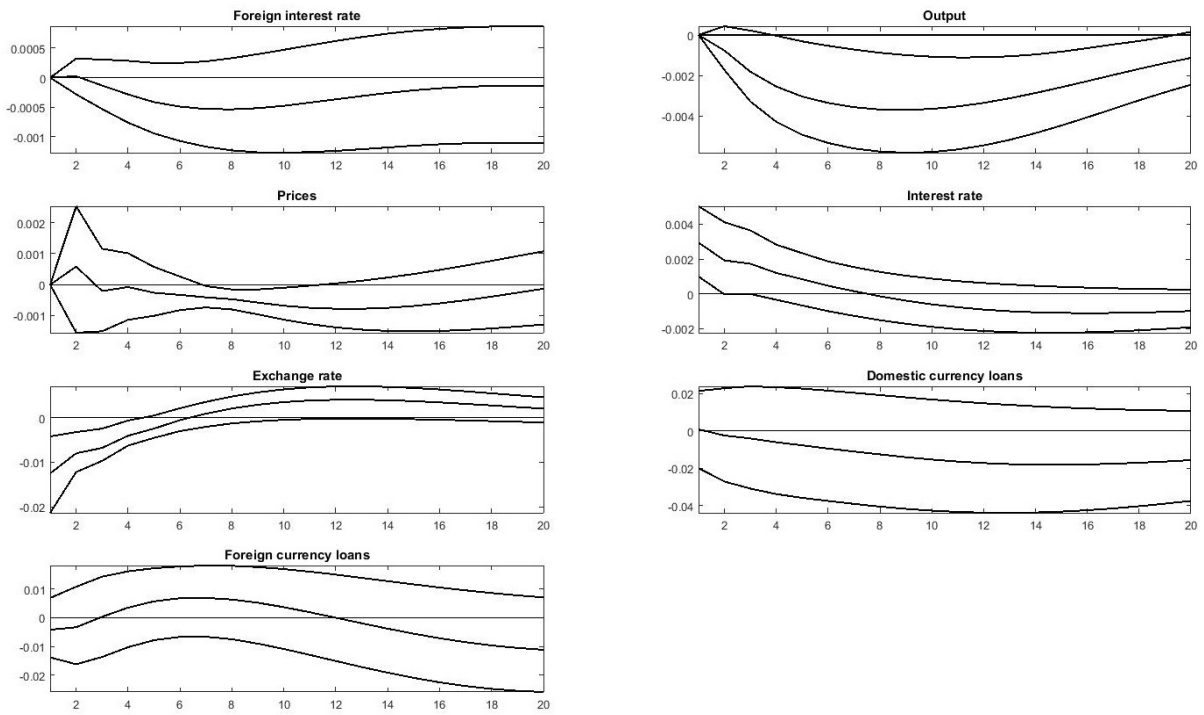 Foreign interest rate
0.0005
0
-0.0005
-0.001
2 4 6 8 10 12 14 16 18 20
Output
0
-0.002
-0.004
2 4 6 8 10 12 14 16 18 20
Prices
0.002
0.001
0
-0.001
2 4 6 8 10 12 14 16 18 20
Interest rate
0.004
0.002
0
-0.002
2 4 6 8 10 12 14 16 18 20
Exchange rate
0
-0.01
-0.02
2 4 6 8 10 12 14 16 18 20
Domestic currency loans
0.02
0
-0.02
-0.04
2 4 6 8 10 12 14 16 18 20
Foreign currency loans
0.01
0
-0.01
-0.02
2 4 6 8 10 12 14 16 18 20